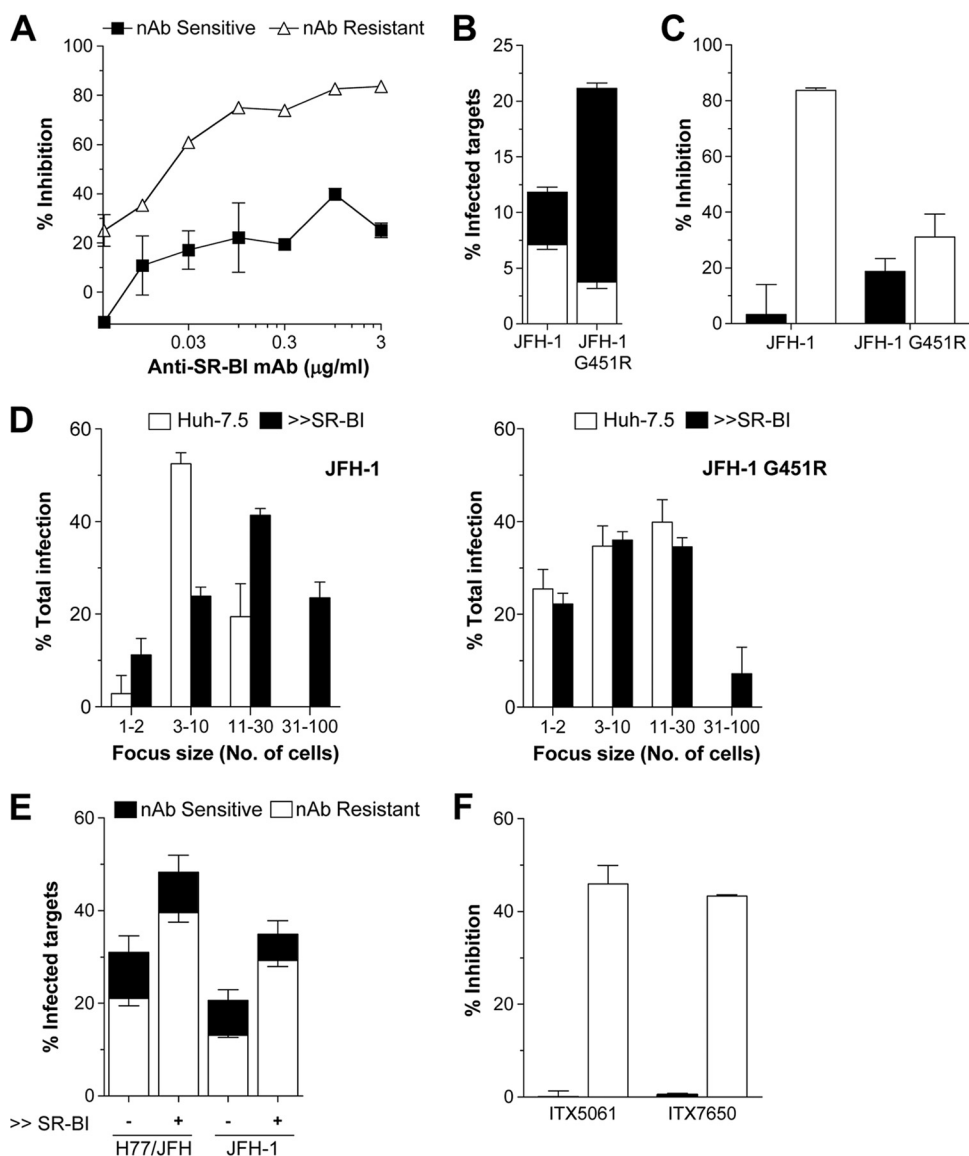 A
nAb Sensitive
nAb Resistant
100
80
60
40
20
0
% Inhibition
0.03
0.3
3
Anti-SR-BI mAb (µg/ml)
B
25
20
15
10
5
0
% Infected targets
JFH-1
JFH-1 G451R
C
100
80
60
40
20
0
% Inhibition
JFH-1
JFH-1 G451R
D
Huh-7.5
>>SR-BI
JFH-1
60
40
20
0
% Total infection
1-2
3-10
11-30
31-100
Focus size (No. of cells)
Huh-7.5
>>SR-BI
JFH-1 G451R
60
40
20
0
% Total infection
1-2
3-10
11-30
31-100
Focus size (No. of cells)
E
nAb Sensitive
nAb Resistant
60
40
20
0
% Infected targets
>> SR-BI
-
+
-
+
H77/JFH
JFH-1
F
60
40
20
0
% Inhibition
ITX5061
ITX7650